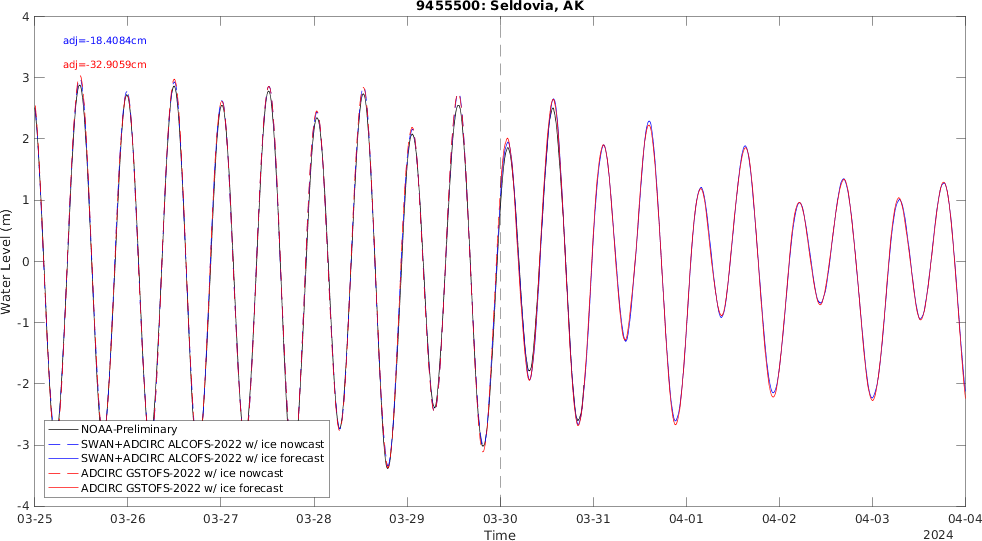 9455500: Seldovia, AK
adj=-18.4084cm
adj=-32.9059cm
Water Level (m)
4
3
2
1
0
-1
-2
-3
-4
NOAA-Preliminary
SWAN+ADCIRC ALCOFS-2022 w/ ice nowcast
SWAN+ADCIRC ALCOFS-2022 w/ ice forecast
ADCIRC GSTOFS-2022 w/ ice nowcast
ADCIRC GSTOFS-2022 w/ ice forecast
03-25 03-26 03-27 03-28 03-29 03-30 03-31 04-01 04-02 04-03 04-04
Time
2024